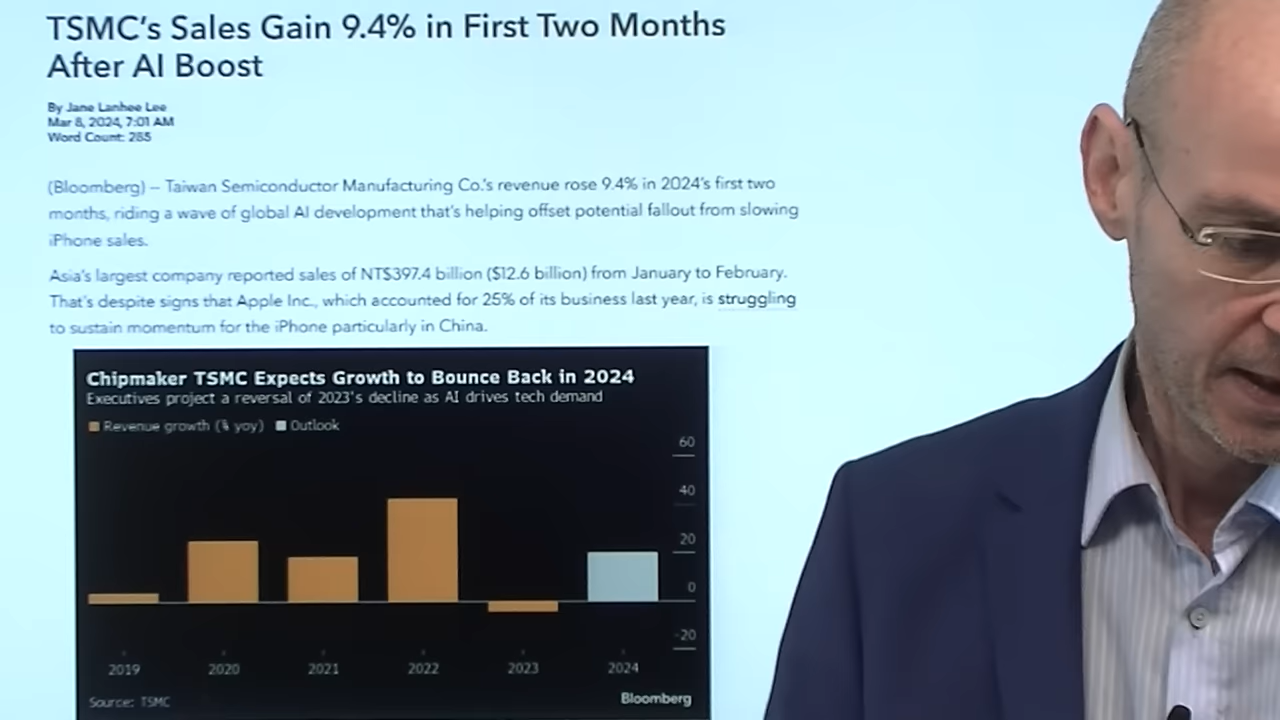 TSMC's Sales Gain 9.4% in First Two Months
After AI Boost
By Jane Lanhee Lee
Mar 8, 2024, 7:01 AM
Word Count: 285
(Bloomberg) – Taiwan Semiconductor Manufacturing Co.'s revenue rose 9.4% in 2024's first two
months, riding a wave of global AI development that's helping offset potential fallout from slowing
iPhone sales.
Asia's largest company reported sales of NT$397.4 billion ($12.6 billion) from January to February.
That's despite signs that Apple Inc., which accounted for 25% of its business last year, is struggling
to sustain momentum for the iPhone particularly in China.
Chipmaker TSMC Expects Growth to Bounce Back in 2024
Executives project a reversal of 2023's decline as AI drives tech demand
Revenue growth (% yoy) Outlook
60
40
20
0
-20
2019 2020 2021 2022 2023 2024
Source: TSMC Bloomberg